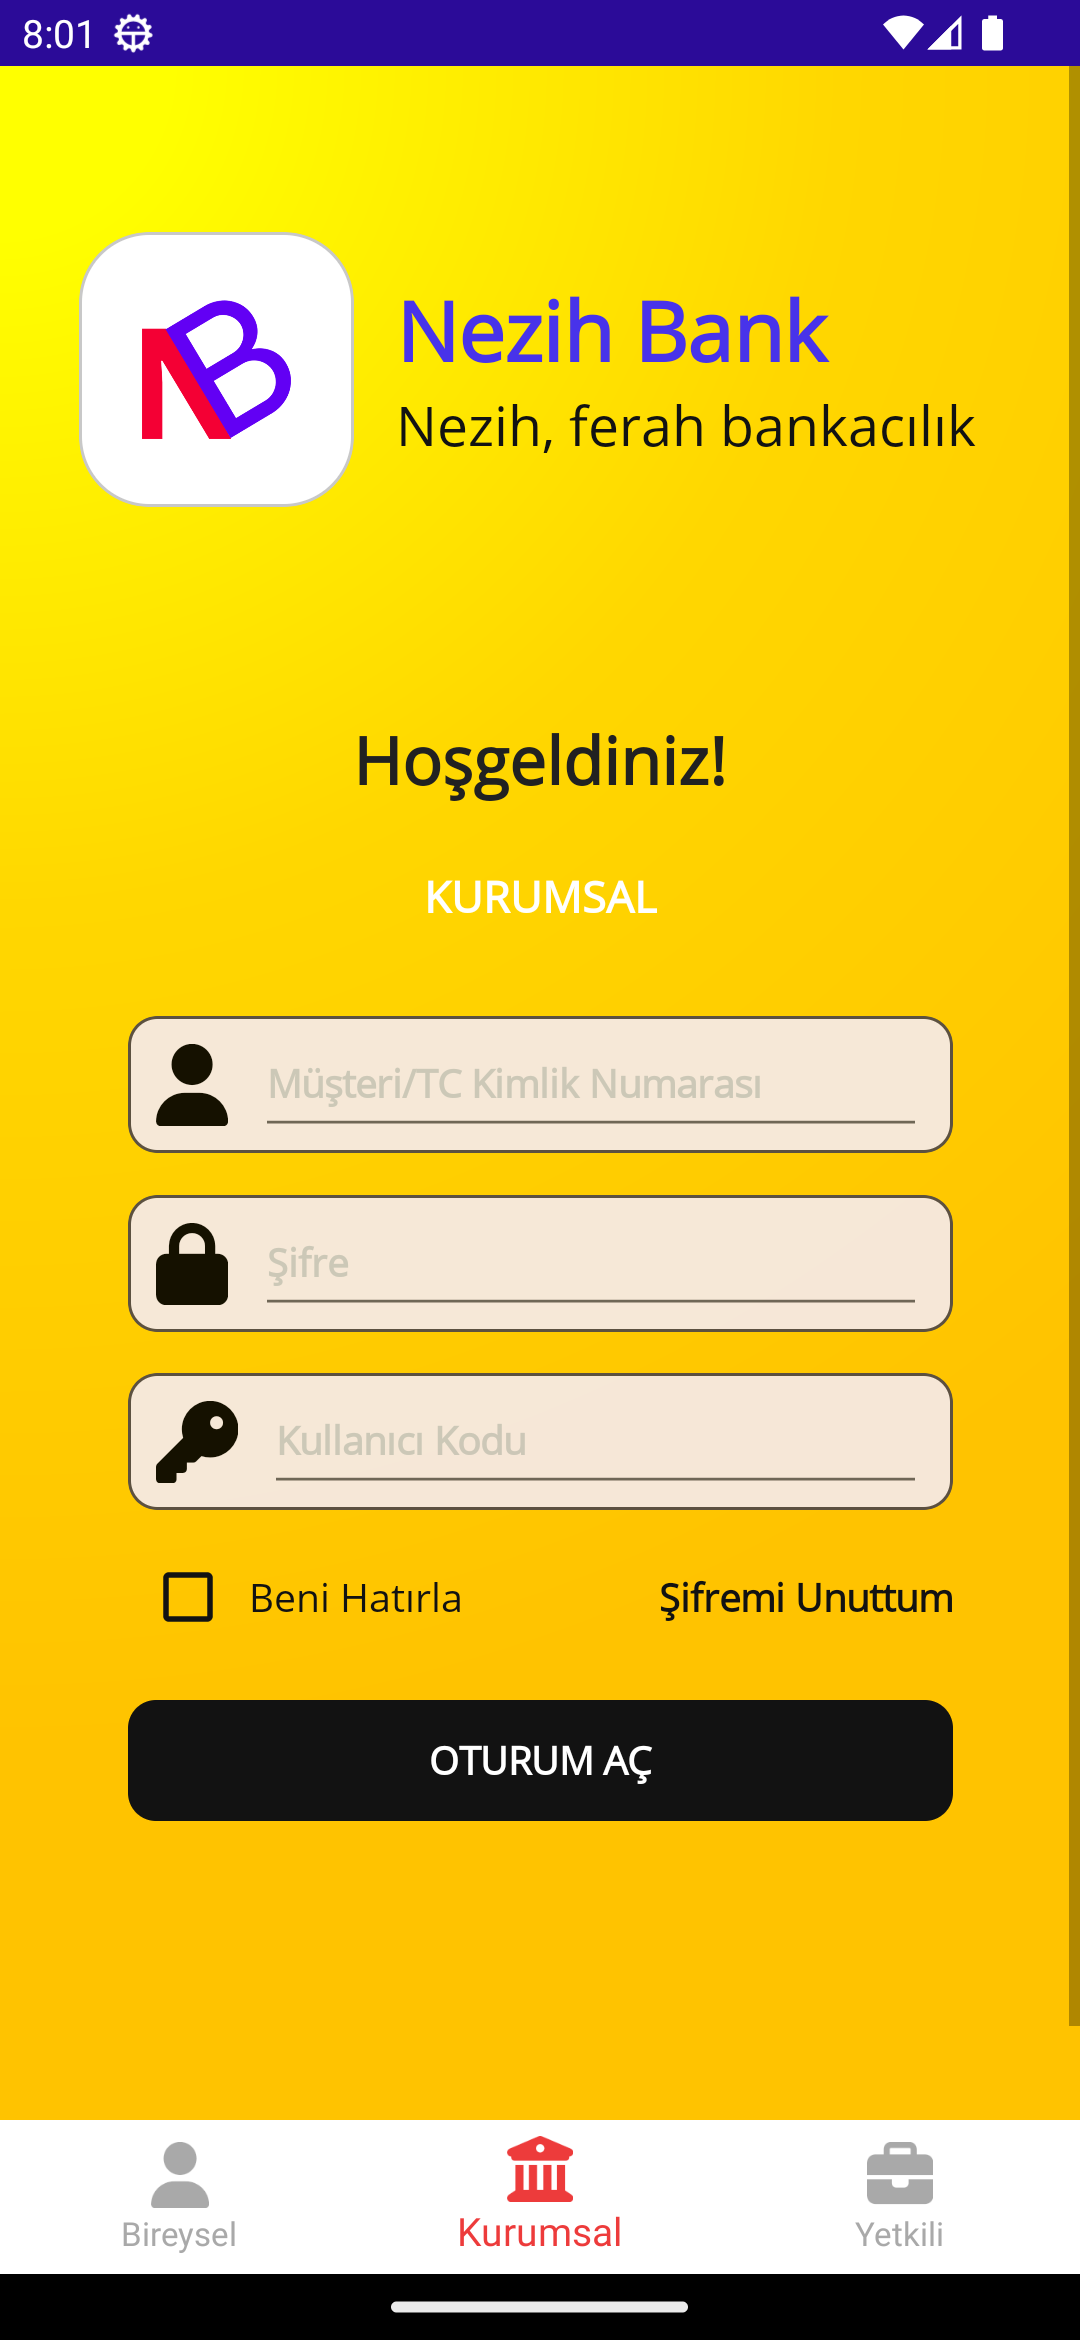 8:01
NB
Nezih Bank
Nezih, ferah bankacılık
Hoşgeldiniz!
KURUMSAL
Müşteri/TC Kimlik Numarası
Şifre
Kullanıcı Kodu
Beni Hatırla
Şifremi Unuttum
OTURUM AÇ
Bireysel
Kurumsal
Yetkili